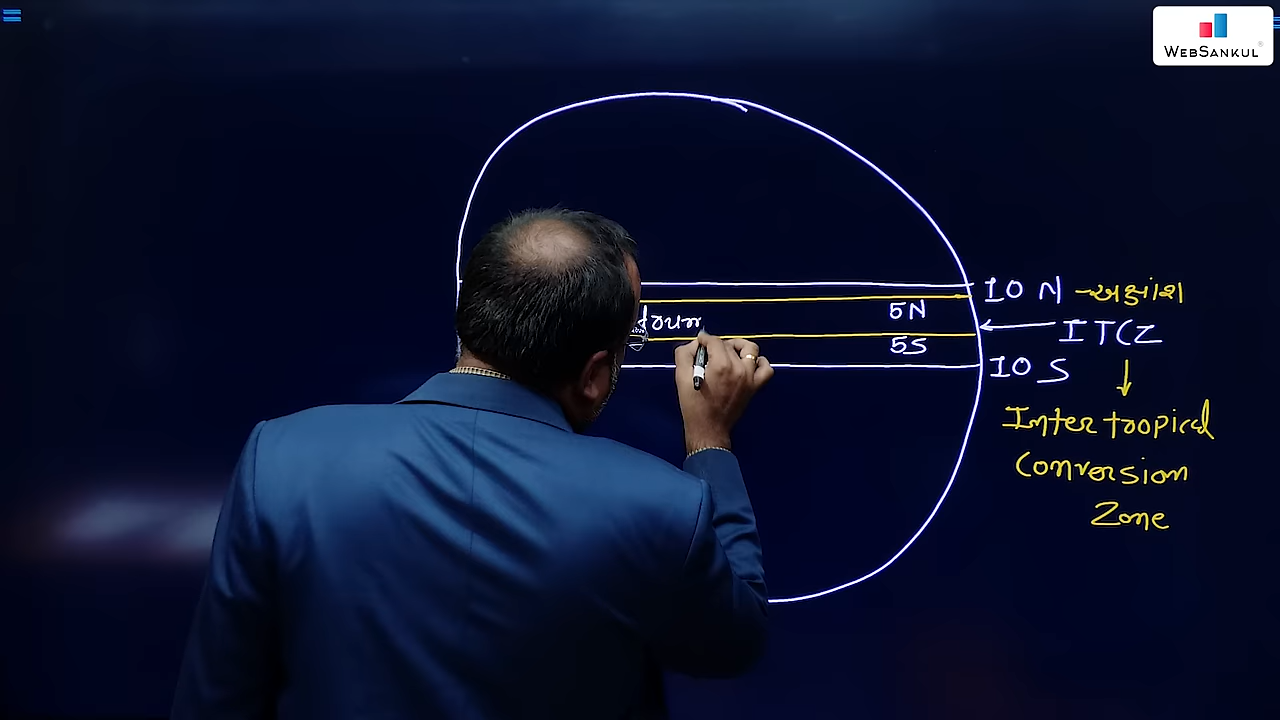 WEBSANKUL
10 N -અક્ષાંશ
5N
ITCZ
5S
10 S
Inter tropical
Conversion
Zone